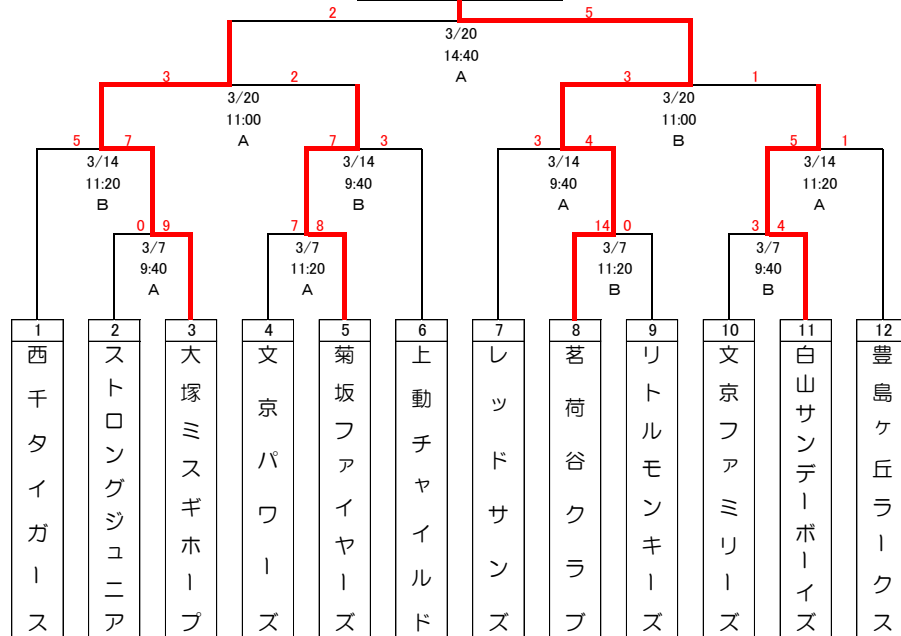 2 5
3/20
14:40
A
3 2 3 1
3/20 3/20
11:00 11:00
A B
5 7 7 3 3 4 5 1
3/14 3/14 3/14 3/14
11:20 9:40 9:40 11:20
B B A A
0 9 7 8 14 0 3 4
3/7 3/7 3/7 3/7
9:40 11:20 11:20 9:40
A A B B
1 2 3 4 5 6 7 8 9 10 11 12
西千タイガース
ストロングジュニア
大塚ミスギホープ
文京パワーズ
菊坂ファイヤーズ
上動チャイルド
レッドサンズ
茗荷谷クラブ
リトルモンキーズ
文京ファミリーズ
白山サンデーボーイズ
豊島ヶ丘ラークス